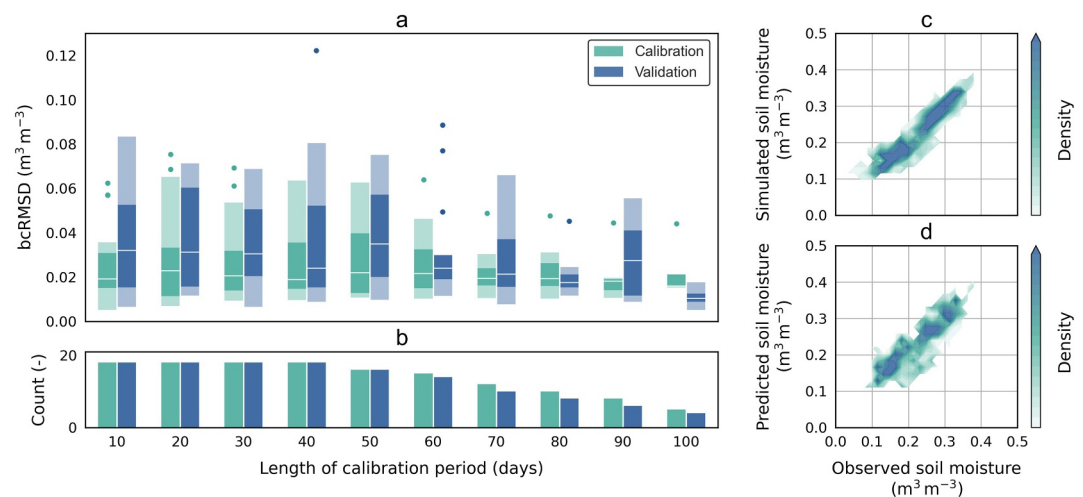 a
0.12
0.10
0.08
0.06
0.04
0.02
0.00
bcRMSD (m³ m⁻³)
Calibration
Validation
b
20
0
Count (-)
10 20 30 40 50 60 70 80 90 100
Length of calibration period (days)
c
0.5
0.4
0.3
0.2
0.1
0.0
Simulated soil moisture
(m³ m⁻³)
Density
d
0.5
0.4
0.3
0.2
0.1
0.0
Predicted soil moisture
(m³ m⁻³)
Density
0.0 0.1 0.2 0.3 0.4 0.5
Observed soil moisture
(m³ m⁻³)